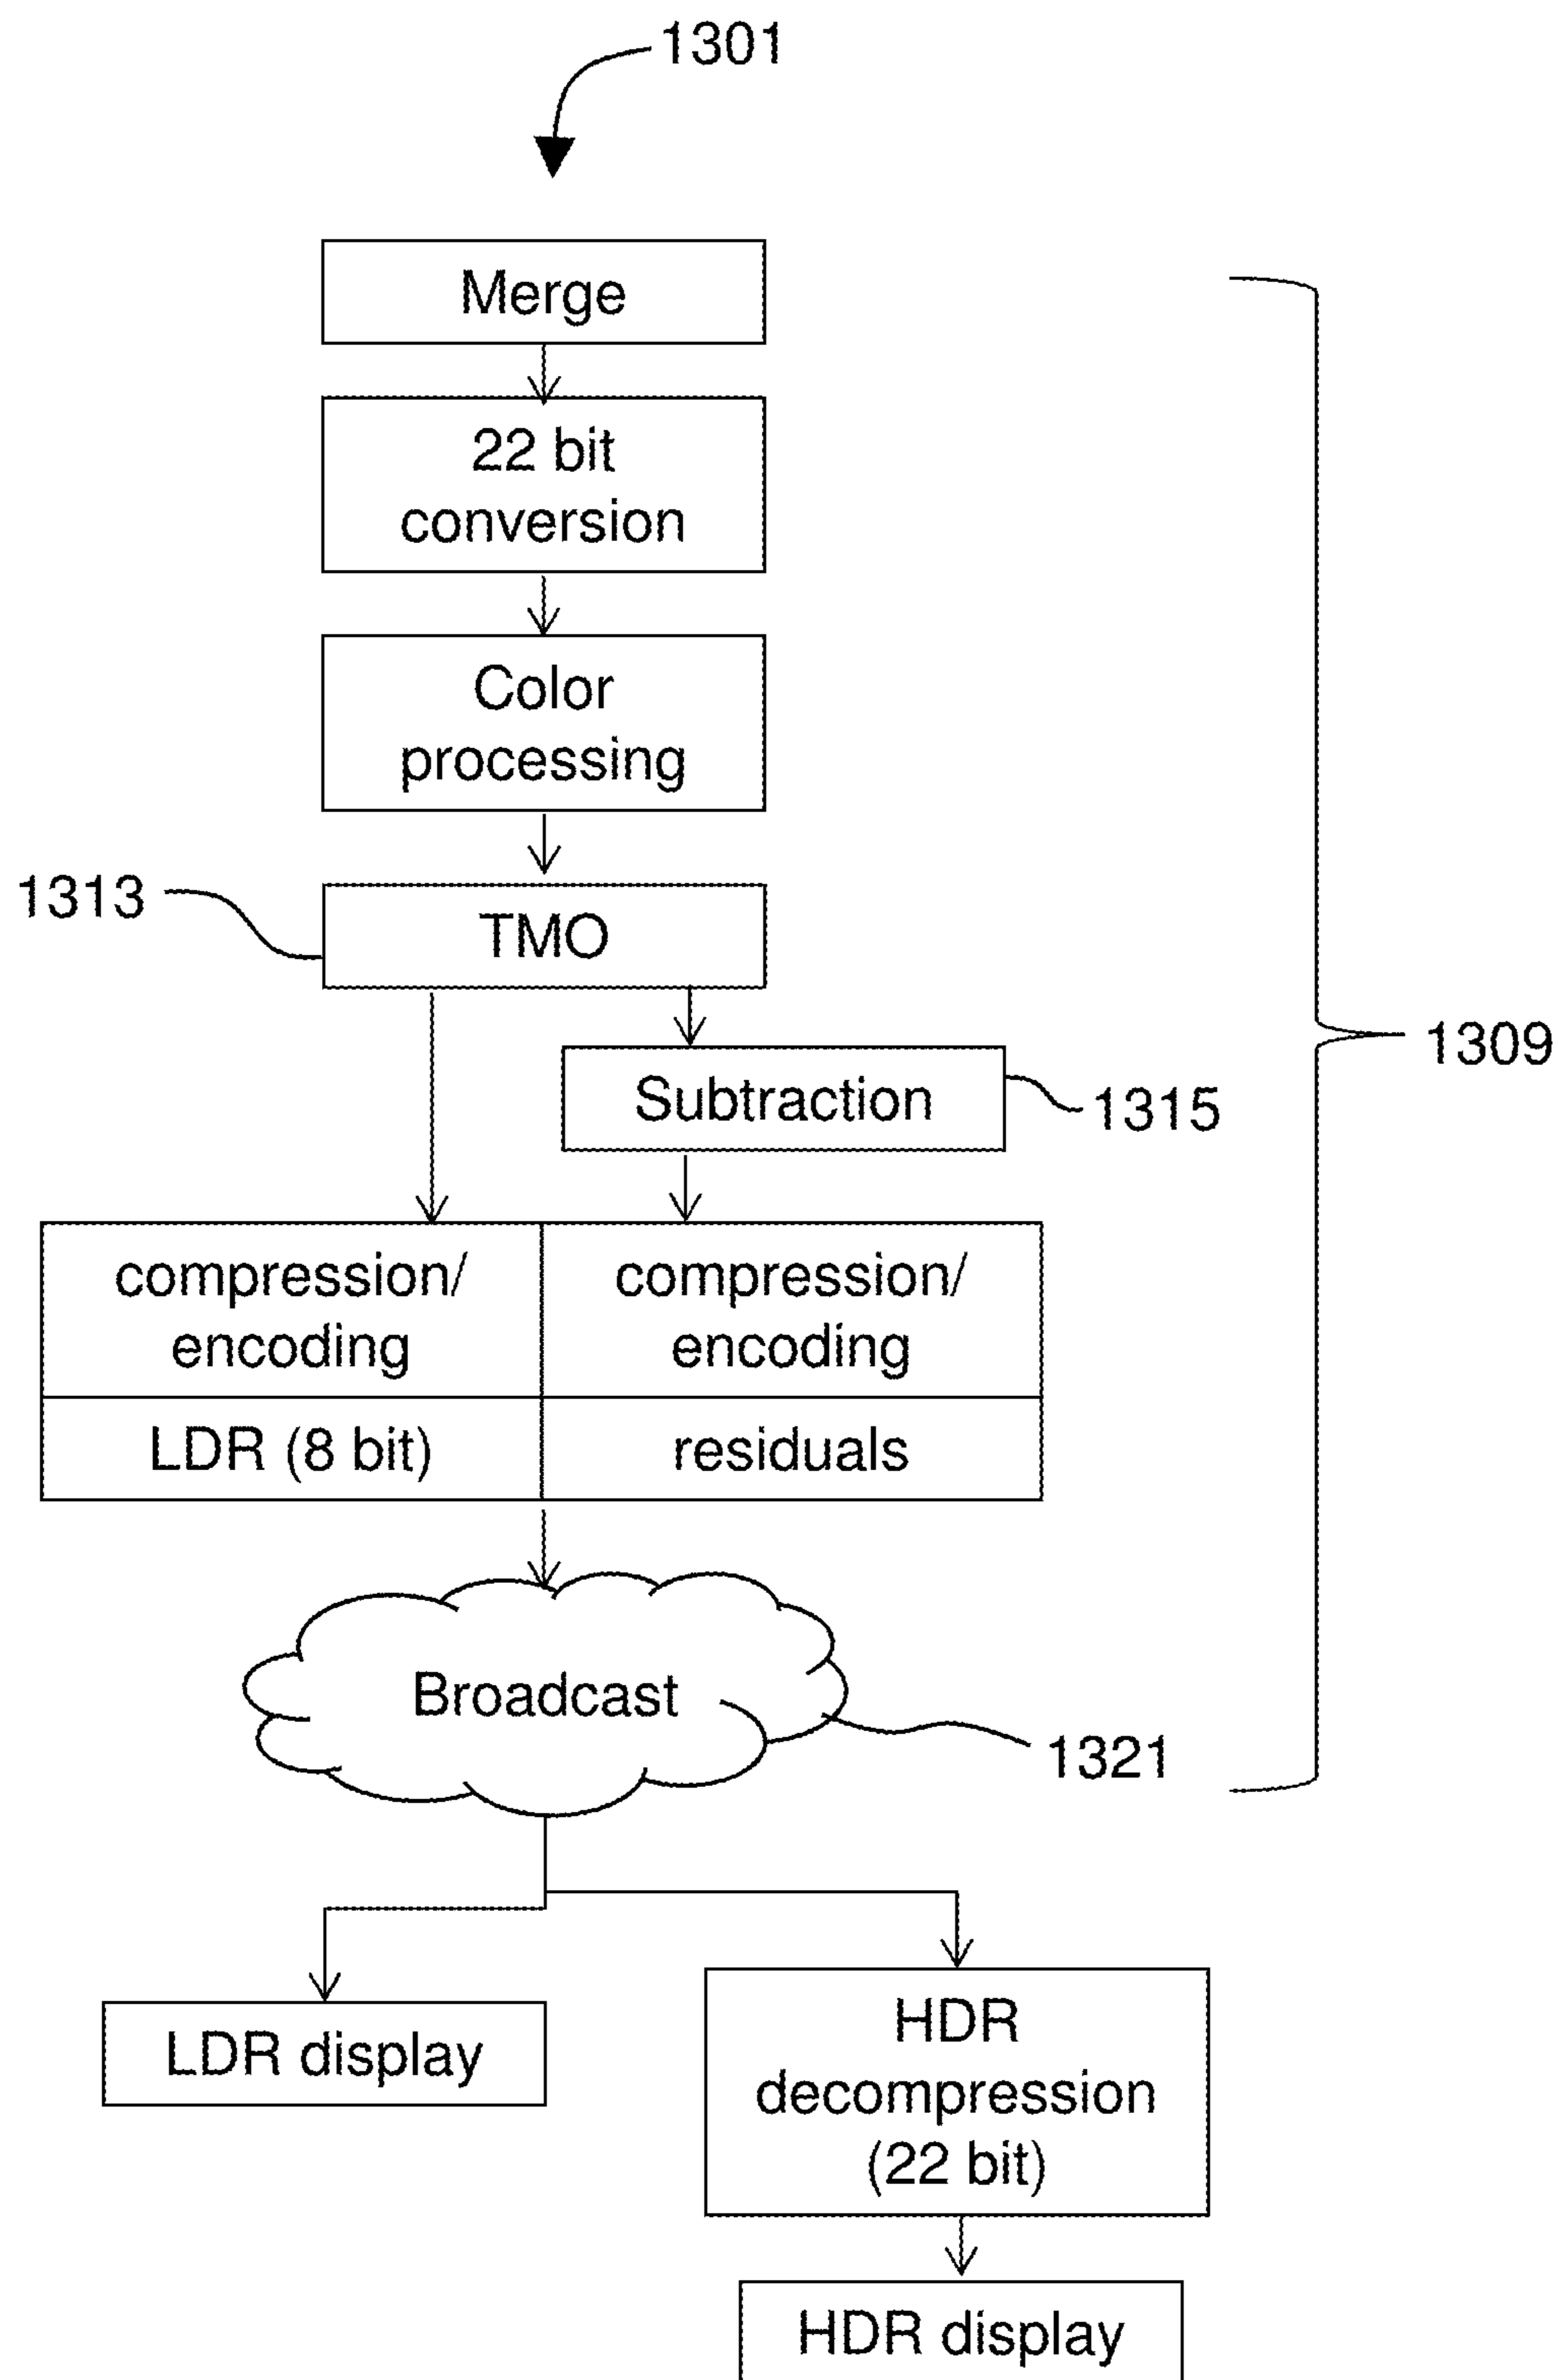 1301
Merge
22 bit
conversion
Color
processing
1313
TMO
1309
Subtraction
1315
compression/
encoding
compression/
encoding
LDR (8 bit)
residuals
Broadcast
1321
LDR display
HDR
decompression
(22 bit)
HDR display